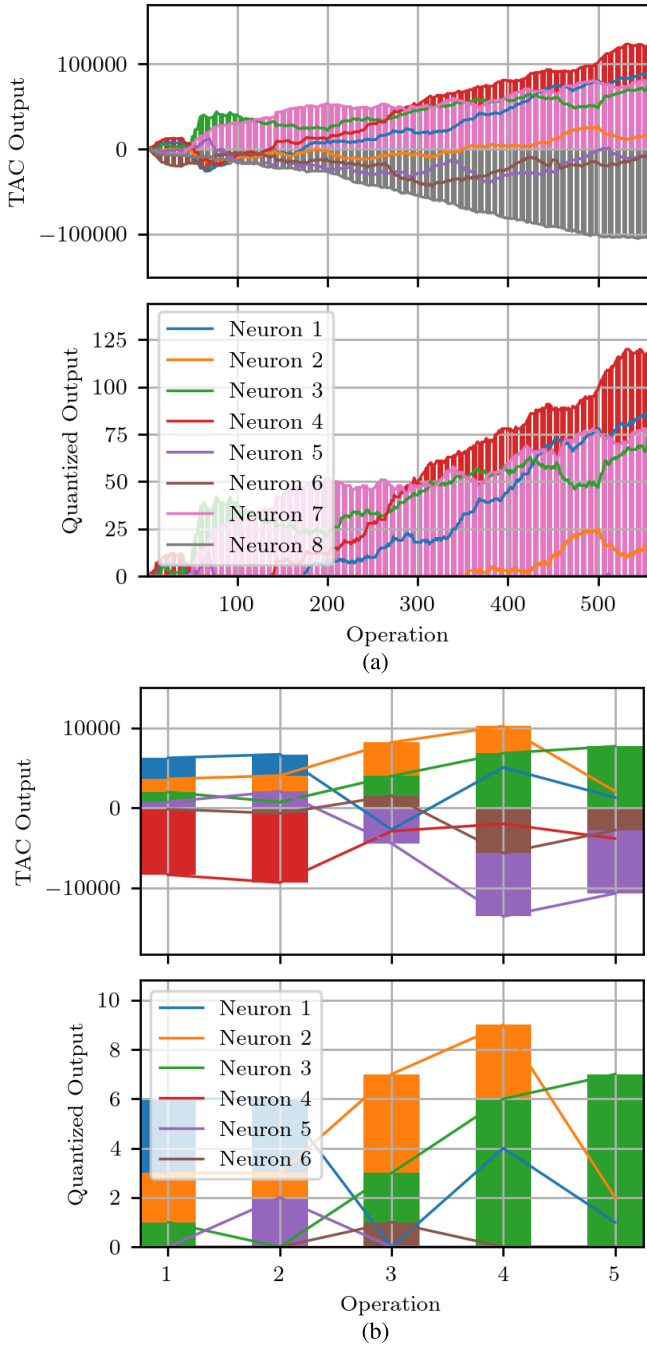 TAC Output
100000
0
−100000
Quantized Output
125
100
75
50
25
0
Neuron 1
Neuron 2
Neuron 3
Neuron 4
Neuron 5
Neuron 6
Neuron 7
Neuron 8
100 200 300 400 500
Operation
(a)
TAC Output
10000
0
−10000
Quantized Output
10
8
6
4
2
0
Neuron 1
Neuron 2
Neuron 3
Neuron 4
Neuron 5
Neuron 6
1 2 3 4 5
Operation
(b)